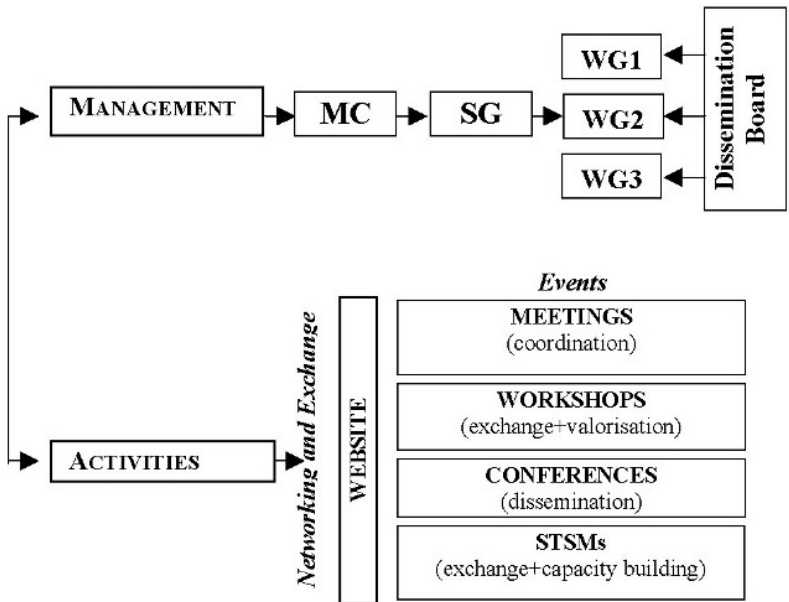 MANAGEMENT
MC
SG
WG1
WG2
WG3
Dissemination
Board
ACTIVITIES
Networking and Exchange
WEBSITE
Events
MEETINGS
(coordination)
WORKSHOPS
(exchange+valorisation)
CONFERENCES
(dissemination)
STSMs
(exchange+capacity building)